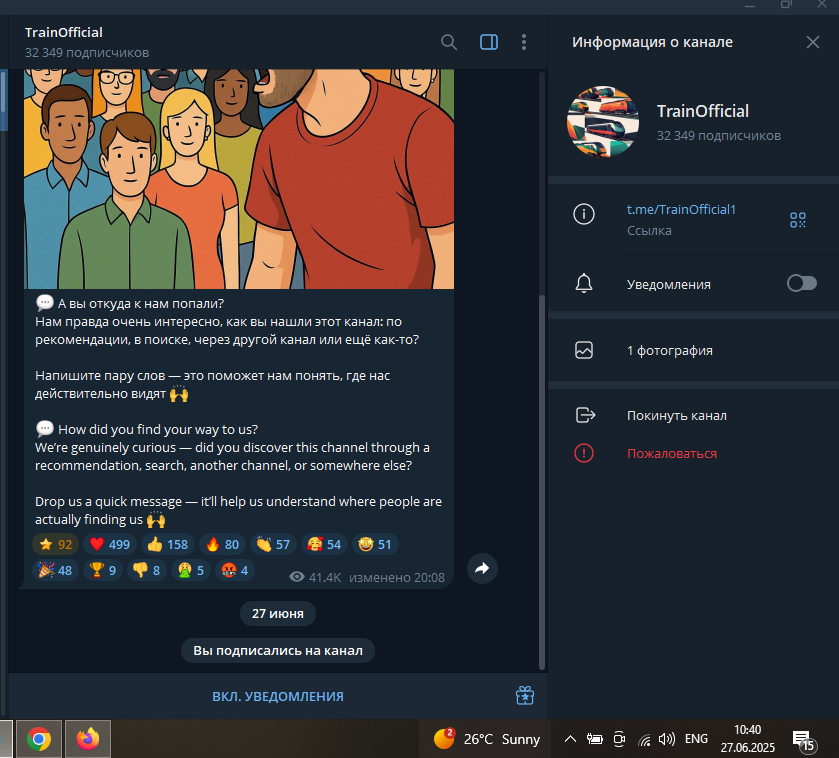 TrainOfficial
32 349 подписчиков
💬 А вы откуда к нам попали?
Нам правда очень интересно, как вы нашли этот канал: по
рекомендации, в поиске, через другой канал или ещё как-то?
Напишите пару слов — это поможет нам понять, где нас
действительно видят 🙌
💬 How did you find your way to us?
We're genuinely curious — did you discover this channel through a
recommendation, search, another channel, or somewhere else?
Drop us a quick message — it'll help us understand where people are
actually finding us 🙌
⭐ 92 ❤️ 499 👍 158 🔥 80 👏 57 🥰 54 🤩 51
🎉 48 🏆 9 👎 8 🤮 5 🤬 4 41.4K изменено 20:08
27 июня
Вы подписались на канал
ВКЛ. УВЕДОМЛЕНИЯ
Информация о канале
TrainOfficial
32 349 подписчиков
t.me/TrainOfficial1
Ссылка
Уведомления
1 фотография
Покинуть канал
Пожаловаться
2
26°C Sunny
ENG
10:40
27.06.2025
15